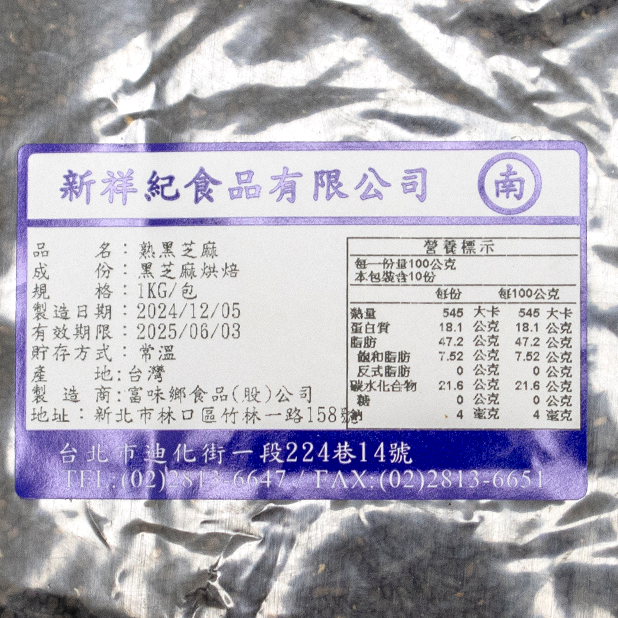 新祥紀食品有限公司 南
品名：熟黑芝麻
成份：黑芝麻烘焙
規格：1KG/包
製造日期：2024/12/05
有效期限：2025/06/03
貯存方式：常溫
產地：台灣
製造商：富味鄉食品(股)公司
地址：新北市林口區竹林一路158號
營養標示
每一份量100公克
本包裝含10份
每份 每100公克
熱量 545 大卡 545 大卡
蛋白質 18.1 公克 18.1 公克
脂肪 47.2 公克 47.2 公克
飽和脂肪 7.52 公克 7.52 公克
反式脂肪 0 公克 0 公克
碳水化合物 21.6 公克 21.6 公克
糖 0 公克 0 公克
鈉 4 毫克 4 毫克
台北市迪化街一段224巷14號
TEL:(02)2813-6647 / FAX:(02)2813-6651